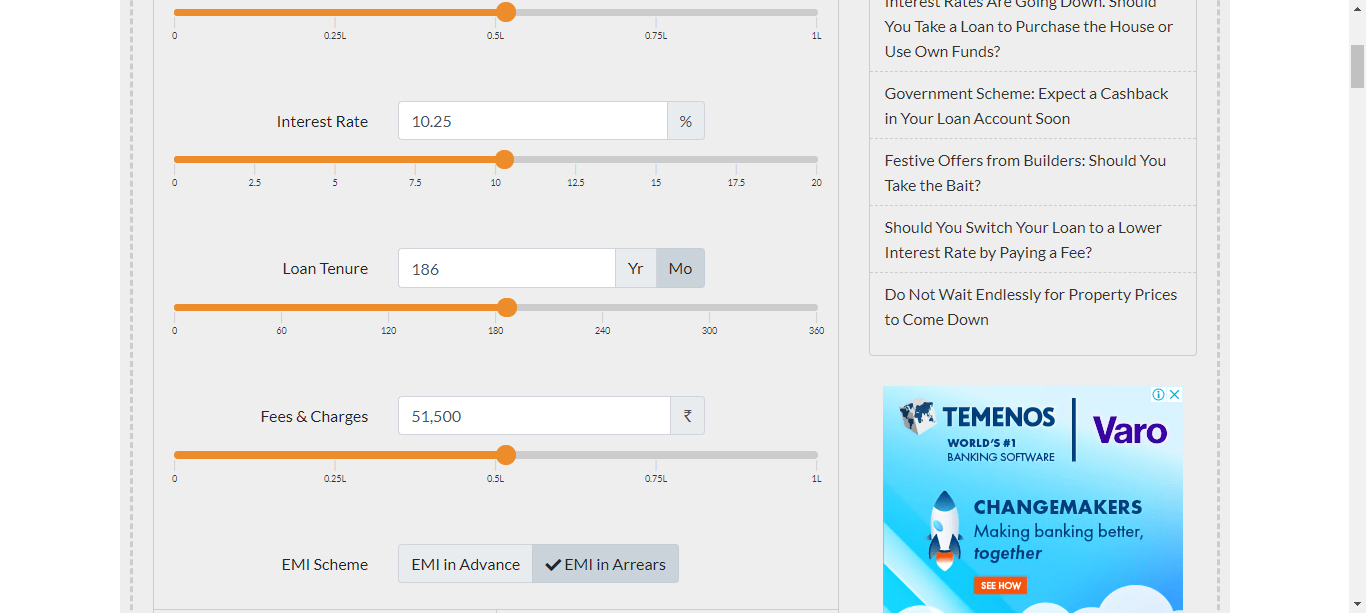 0 0.25L 0.5L 0.75L 1L
Interest Rate 10.25 %
0 2.5 5 7.5 10 12.5 15 17.5 20
Loan Tenure 186 Yr Mo
0 60 120 180 240 300 360
Fees & Charges 51,500 ₹
0 0.25L 0.5L 0.75L 1L
EMI Scheme EMI in Advance EMI in Arrears
Interest Rates Are Going Down. Should
You Take a Loan to Purchase the House or
Use Own Funds?
Government Scheme: Expect a Cashback
in Your Loan Account Soon
Festive Offers from Builders: Should You
Take the Bait?
Should You Switch Your Loan to a Lower
Interest Rate by Paying a Fee?
Do Not Wait Endlessly for Property Prices
to Come Down
TEMENOS
WORLD'S #1
BANKING SOFTWARE
Varo
CHANGEMAKERS
Making banking better,
together
SEE HOW